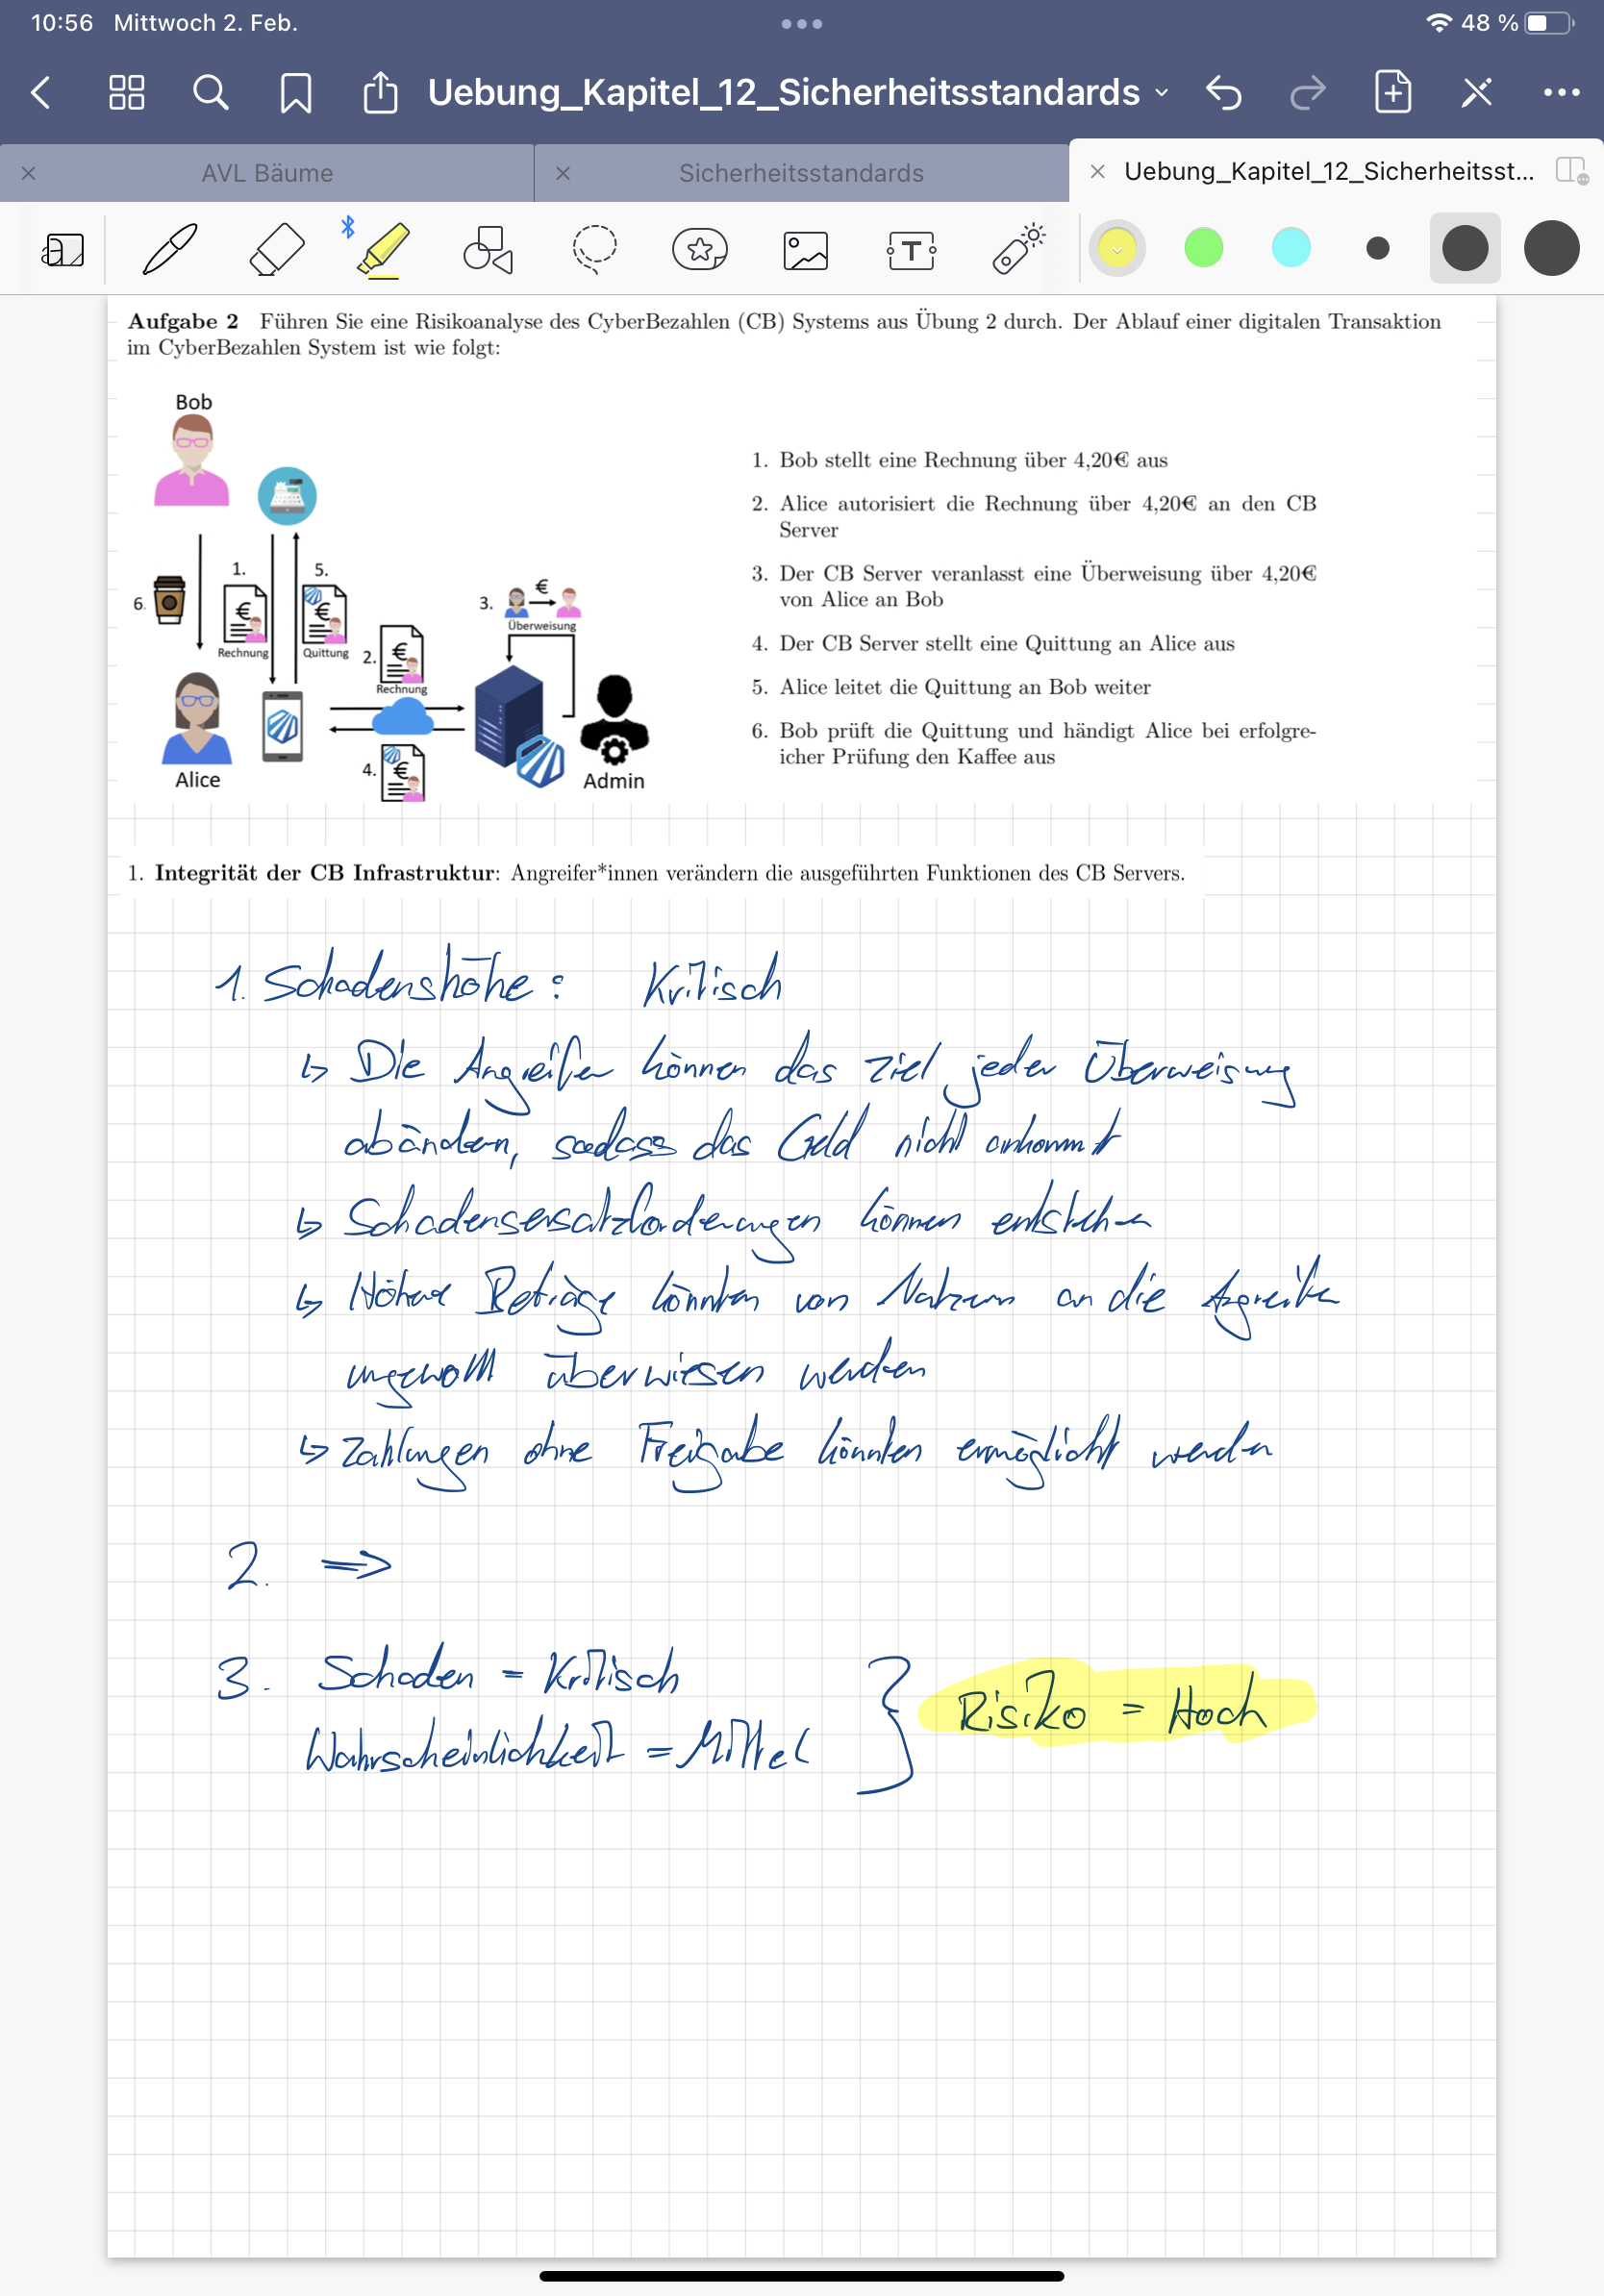 10:56 Mittwoch 2. Feb.
48 %
Uebung_Kapitel_12_Sicherheitsstandards
AVL Bäume
Sicherheitsstandards
Uebung_Kapitel_12_Sicherheitsst...
T
Aufgabe 2 Führen Sie eine Risikoanalyse des CyberBezahlen (CB) Systems aus Übung 2 durch. Der Ablauf einer digitalen Transaktion
im CyberBezahlen System ist wie folgt:
Bob
1.
5.
6.
€
€
Rechnung
Quittung
2.
€
Rechnung
3.
€
Überweisung
4.
€
Alice
Admin
1. Bob stellt eine Rechnung über 4,20€ aus
2. Alice autorisiert die Rechnung über 4,20€ an den CB
Server
3. Der CB Server veranlasst eine Überweisung über 4,20€
von Alice an Bob
4. Der CB Server stellt eine Quittung an Alice aus
5. Alice leitet die Quittung an Bob weiter
6. Bob prüft die Quittung und händigt Alice bei erfolgre-
icher Prüfung den Kaffee aus
1. Integrität der CB Infrastruktur: Angreifer*innen verändern die ausgeführten Funktionen des CB Servers.
1. Schadenshöhe: Kritisch
↳ Die Angreifer können das Ziel jeder Überweisung
abändern, sodass das Geld nicht ankommt
↳ Schadensersatzforderungen können entstehen
↳ Höhere Beträge könnten von Nutzern an die Angreifer
ungewollt überwiesen werden
↳ Zahlungen ohne Freigabe könnten ermöglicht werden
2. ⇒
3. Schaden = Kritisch
Wahrscheinlichkeit = Mittel
} Risiko = Hoch